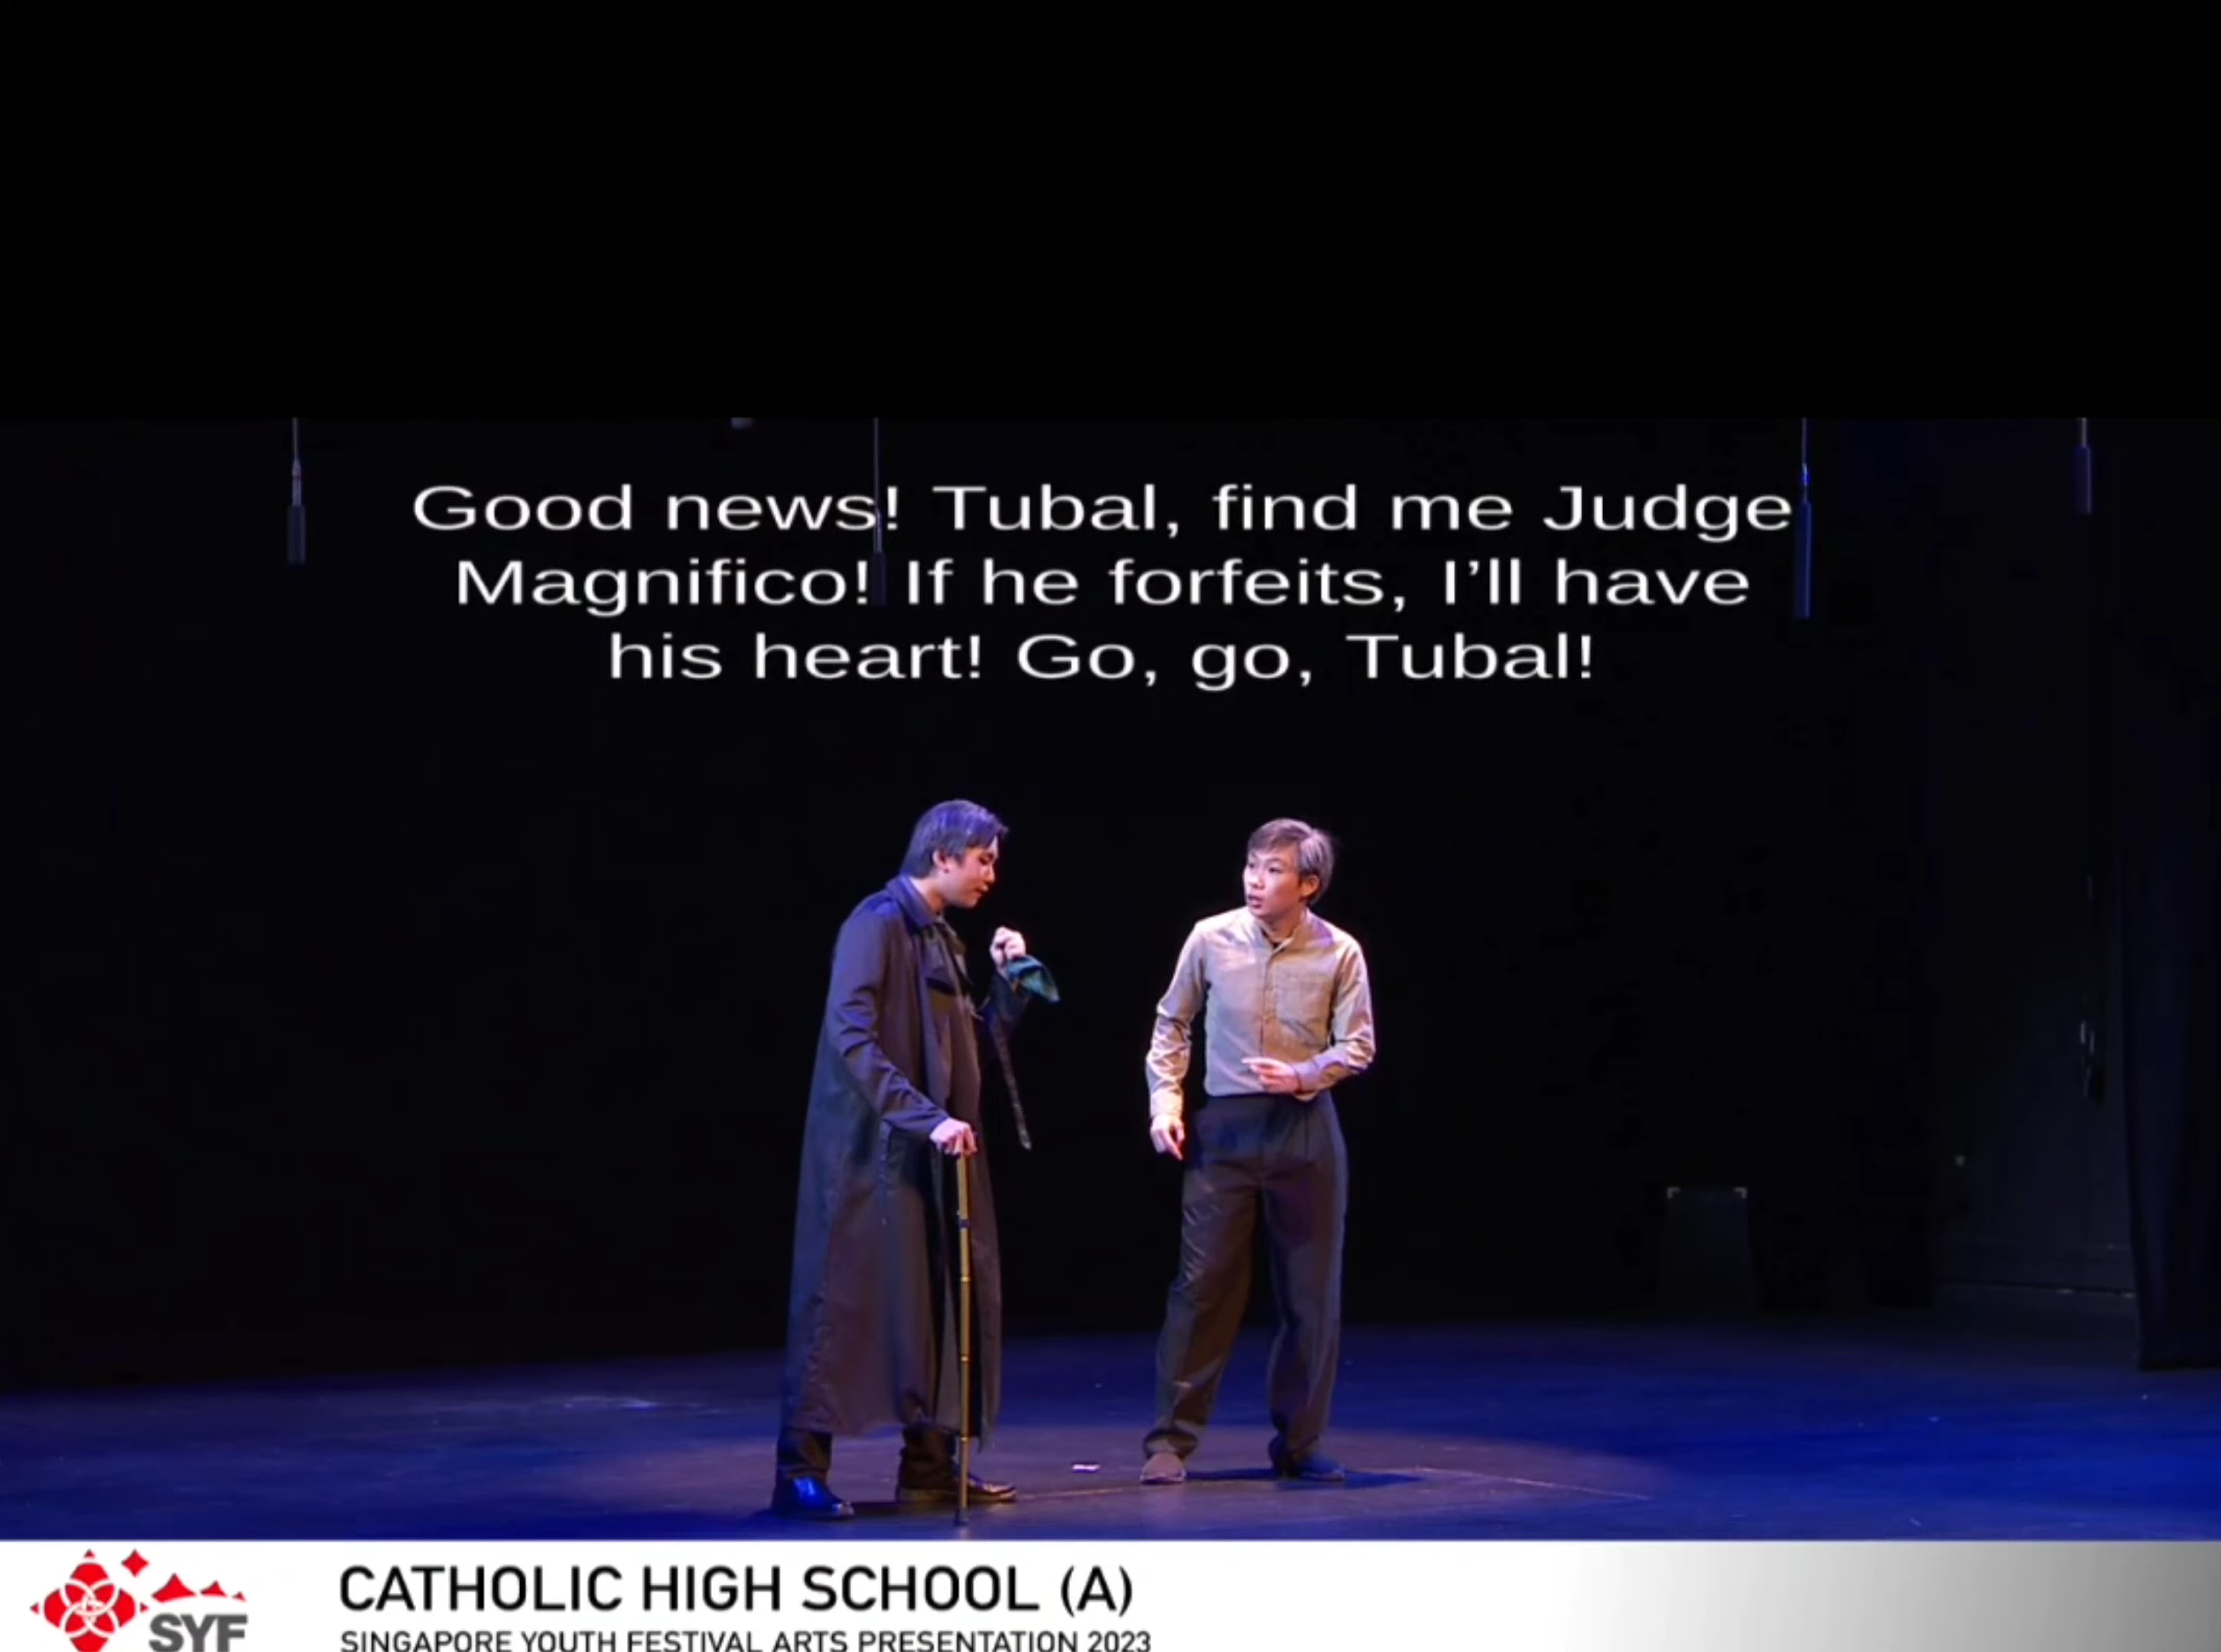 Good news! Tubal, find me Judge
Magnifico! If he forfeits, I’ll have
his heart! Go, go, Tubal!
SYF
CATHOLIC HIGH SCHOOL (A)
SINGAPORE YOUTH FESTIVAL ARTS PRESENTATION 2023